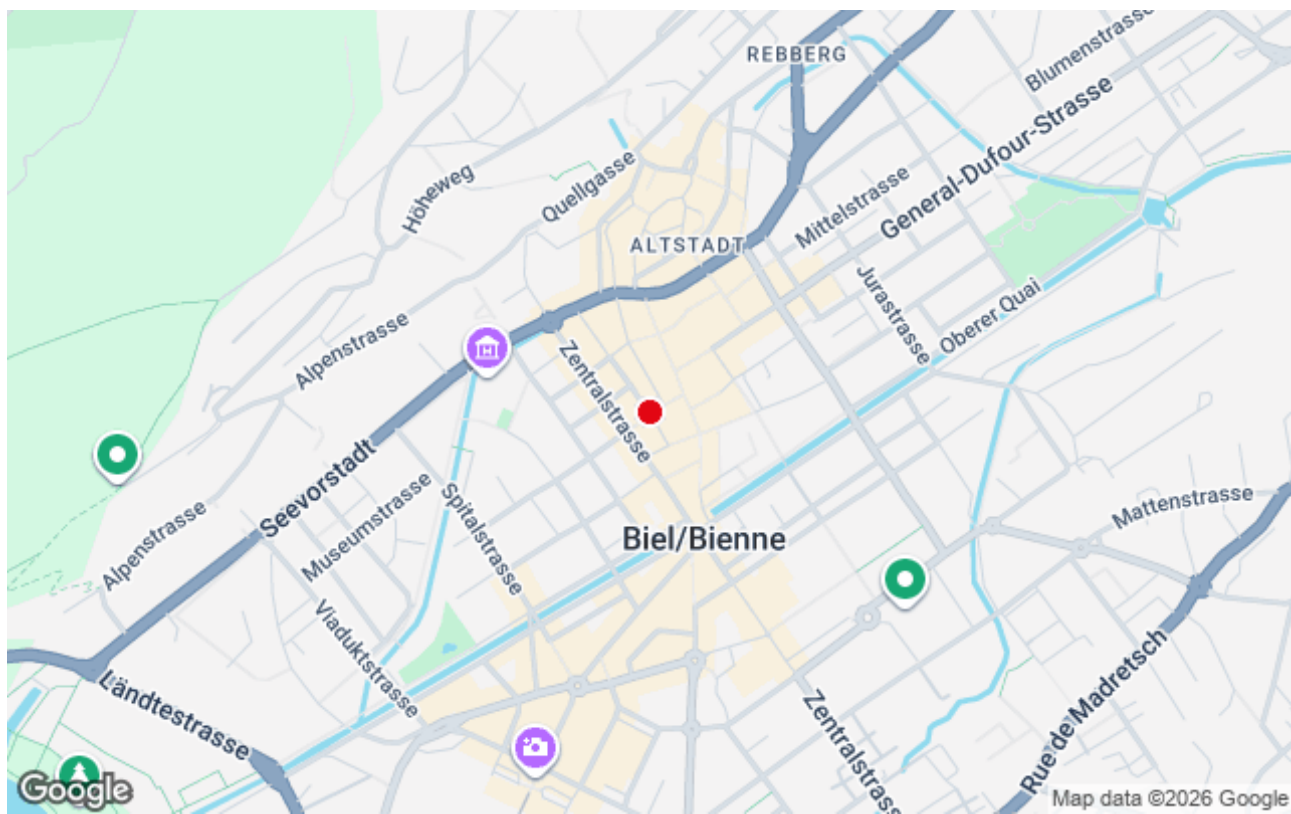 REBBERG
Blumenstrasse
General-Dufour-Strasse
Höheweg
Quellgasse
Mittelstrasse
ALTSTADT
Jurastrasse
Oberer Quai
Alpenstrasse
Zentralstrasse
Seevorstadt
Spitalstrasse
Museumstrasse
Mattenstrasse
Biel/Bienne
Alpenstrasse
Viaduktstrasse
Ländtestrasse
Rue de Madretsch
Zentralstrasse
Google
Map data ©2026 Google